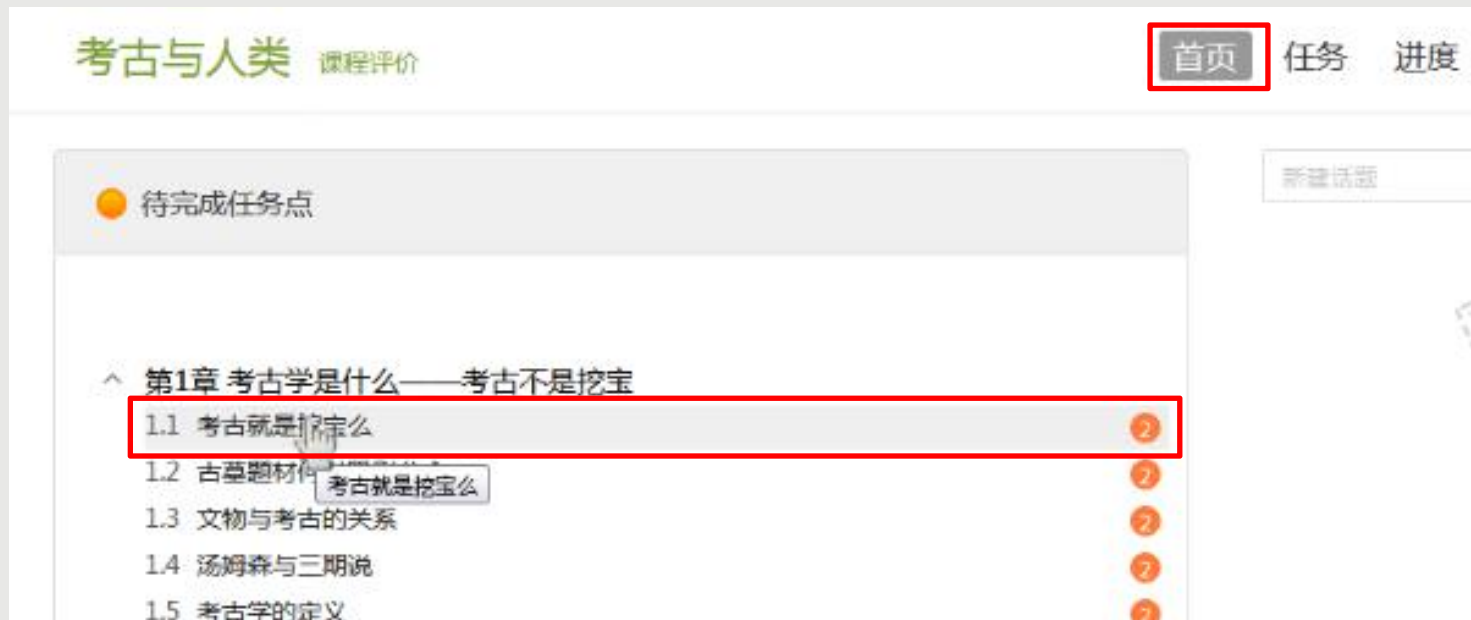 考古与人类 课程评价
首页 任务 进度
新建话题
待完成任务点
第1章 考古学是什么——考古不是挖宝
1.1 考古就是挖宝么 2
1.2 古墓题材 2
考古就是挖宝么
1.3 文物与考古的关系 2
1.4 汤姆森与三期说 2
1.5 考古学的定义 2